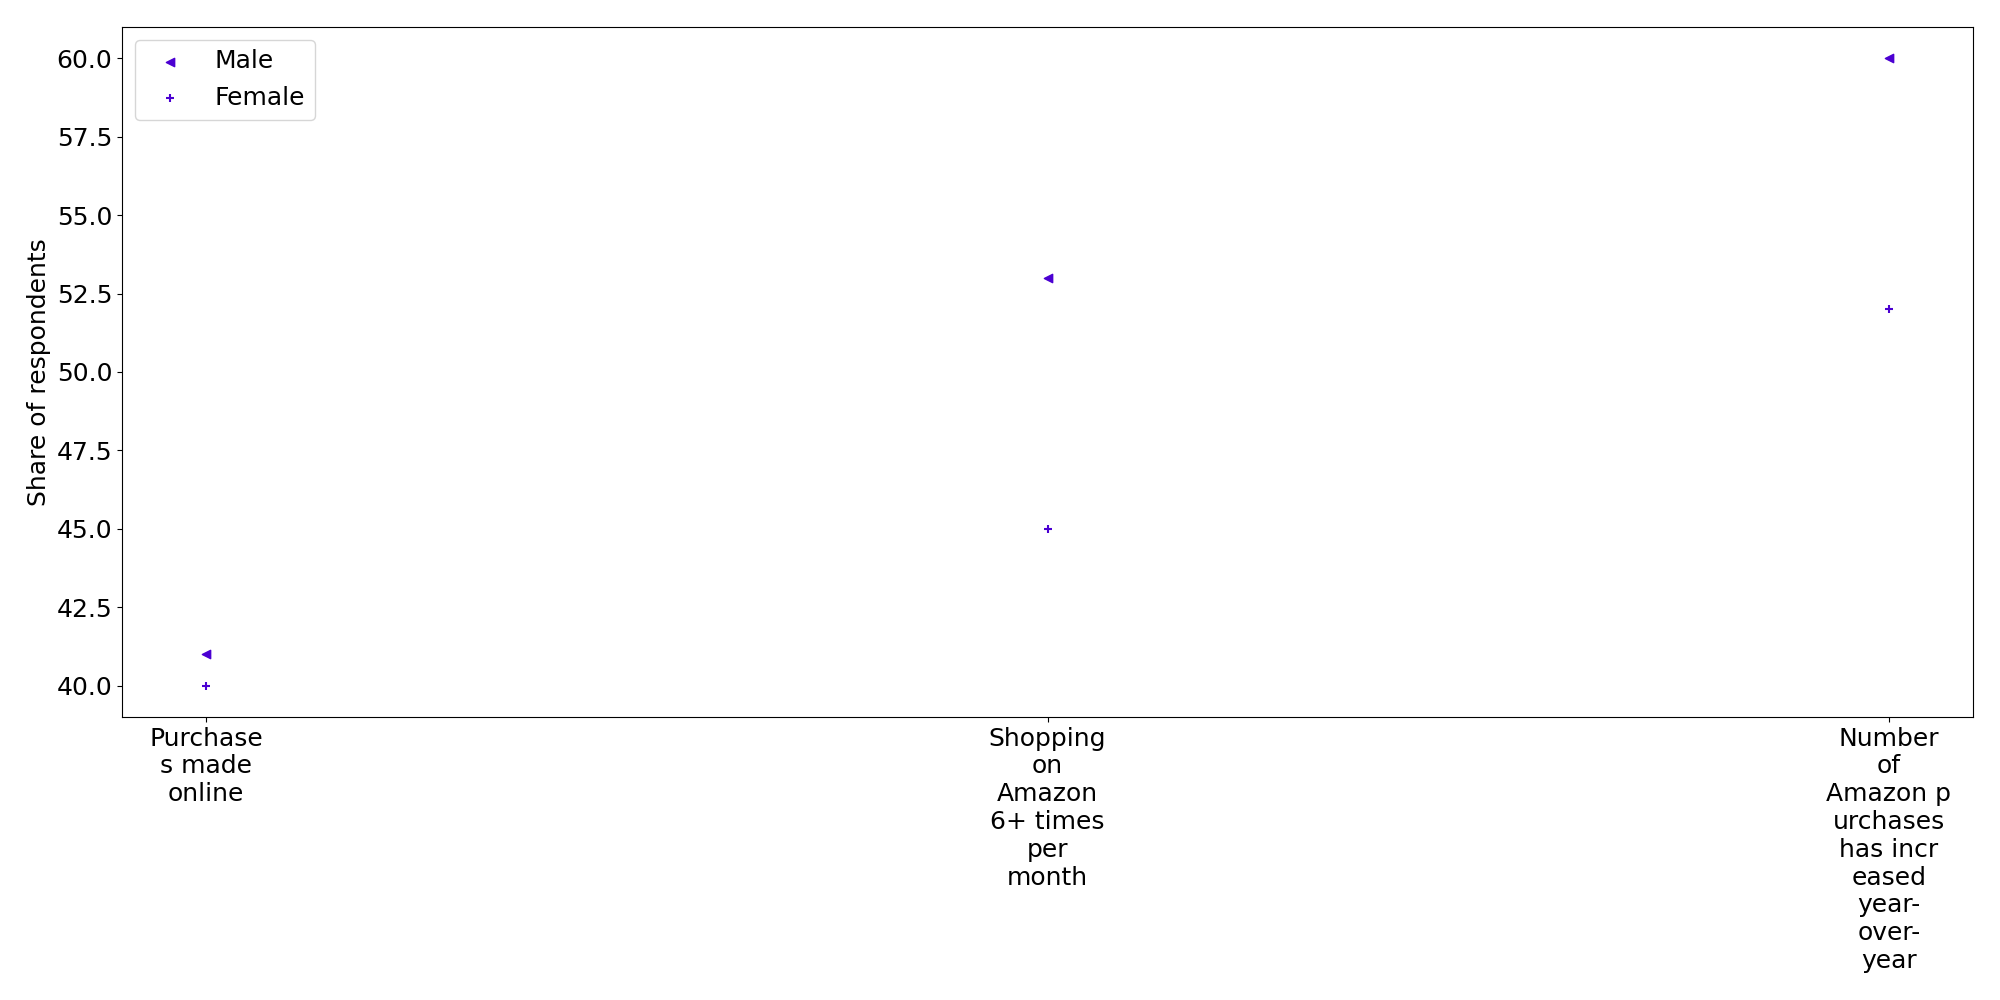 60.0
57.5
55.0
52.5
50.0
47.5
45.0
42.5
40.0
Share of respondents
Male
Female
Purchase
s made
online
Shopping
on
Amazon
6+ times
per
month
Number
of
Amazon p
urchases
has incr
eased
year-
over-
year